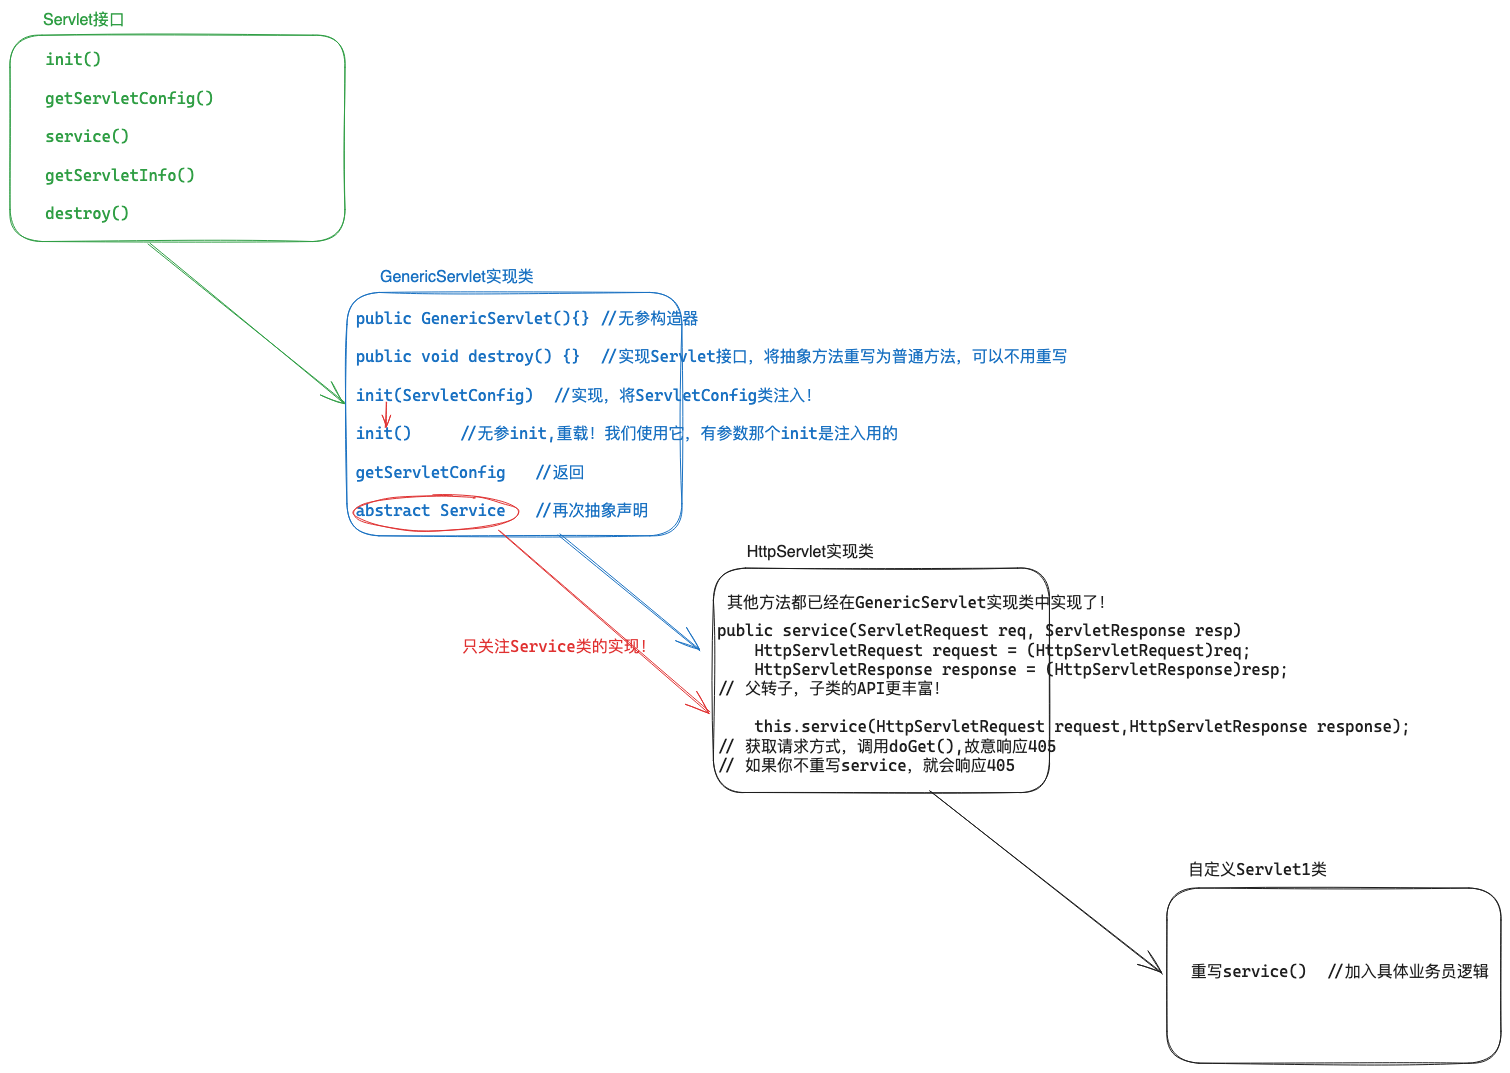 Servlet接口
init()
getServletConfig()
service()
getServletInfo()
destroy()
GenericServlet实现类
public GenericServlet(){} //无参构造器
public void destroy() {} //实现Servlet接口，将抽象方法重写为普通方法，可以不用重写
init(ServletConfig) //实现，将ServletConfig类注入！
init() //无参init,重载！我们使用它，有参数那个init是注入用的
getServletConfig //返回
abstract Service //再次抽象声明
只关注Service类的实现！
HttpServlet实现类
其他方法都已经在GenericServlet实现类中实现了！
public service(ServletRequest req, ServletResponse resp)
HttpServletRequest request = (HttpServletRequest)req;
HttpServletResponse response = (HttpServletResponse)resp;
// 父转子，子类的API更丰富！
this.service(HttpServletRequest request,HttpServletResponse response);
// 获取请求方式，调用doGet(),故意响应405
// 如果你不重写service，就会响应405
自定义Servlet1类
重写service() //加入具体业务员逻辑